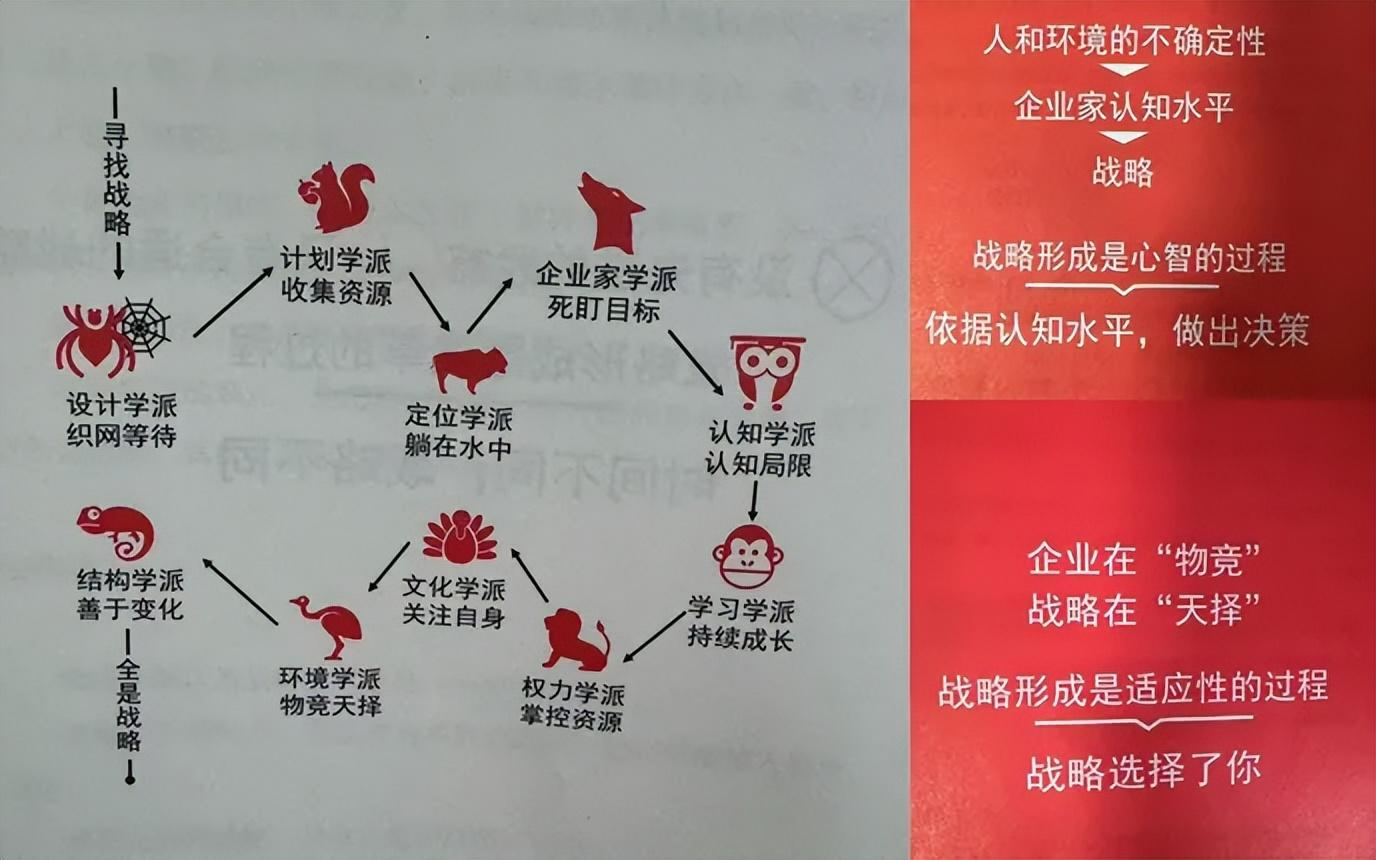 寻找战略
设计学派
织网等待
计划学派
收集资源
定位学派
躺在水中
企业家学派
死盯目标
认知学派
认知局限
学习学派
持续成长
权力学派
掌控资源
文化学派
关注自身
环境学派
物竞天择
结构学派
善于变化
全是战略
人和环境的不确定性
企业家认知水平
战略
战略形成是心智的过程
依据认知水平，做出决策
企业在“物竞”
战略在“天择”
战略形成是适应性的过程
战略选择了你